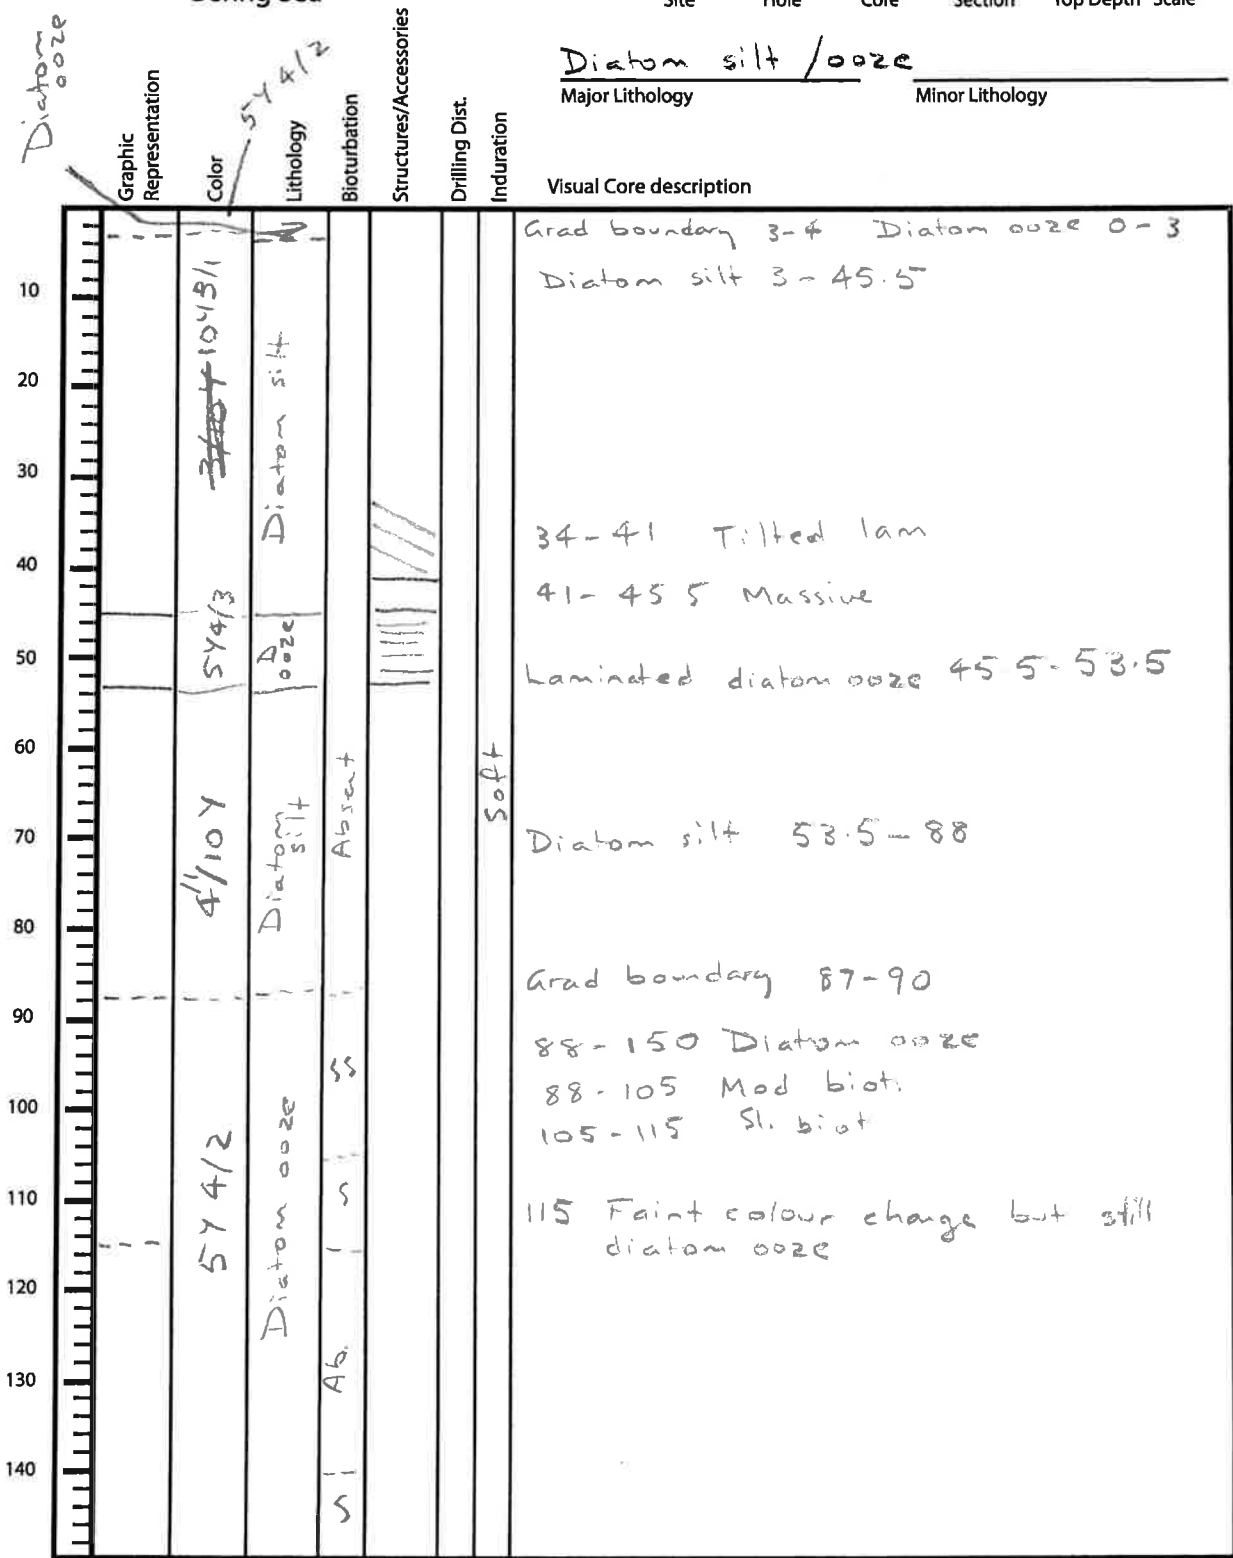 Bering Sea
Site Hole Core Section Top Depth Scale
Diatom silt / ooze
Major Lithology Minor Lithology
Diatom
ooze
5Y 4/2
Graphic
Representation
Color
Lithology
Bioturbation
Structures/Accessories
Drilling Dist.
Induration
Visual Core description
Grad boundary 3-4 Diatom ooze 0-3
Diatom silt 3-45.5
10
20
30
40
50
60
70
80
90
100
110
120
130
140
10Y3/1
5Y4/3
4/10Y
5Y 4/2
Diatom silt
D
ooze
Diatom
silt
Diatom ooze
Absent
SS
S
Ab.
S
Soft
34-41 Tilted lam
41-45 5 Massive
Laminated diatom ooze 45 5-53.5
Diatom silt 53.5-88
Grad boundary 87-90
88-150 Diatom ooze
88-105 Mod biot.
105-115 Sl. biot
115 Faint colour change but still
diatom ooze